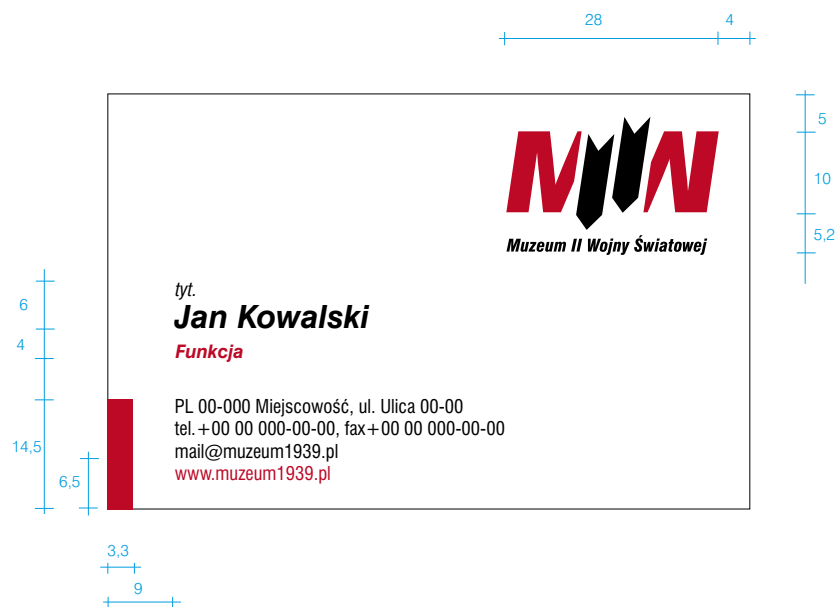 28
4
5
10
5,2
MIIW
Muzeum II Wojny Światowej
6
4
14,5
6,5
tyt.
Jan Kowalski
Funkcja
PL 00-000 Miejscowość, ul. Ulica 00-00
tel.+00 00 000-00-00, fax+00 00 000-00-00
mail@muzeum1939.pl
www.muzeum1939.pl
3,3
9